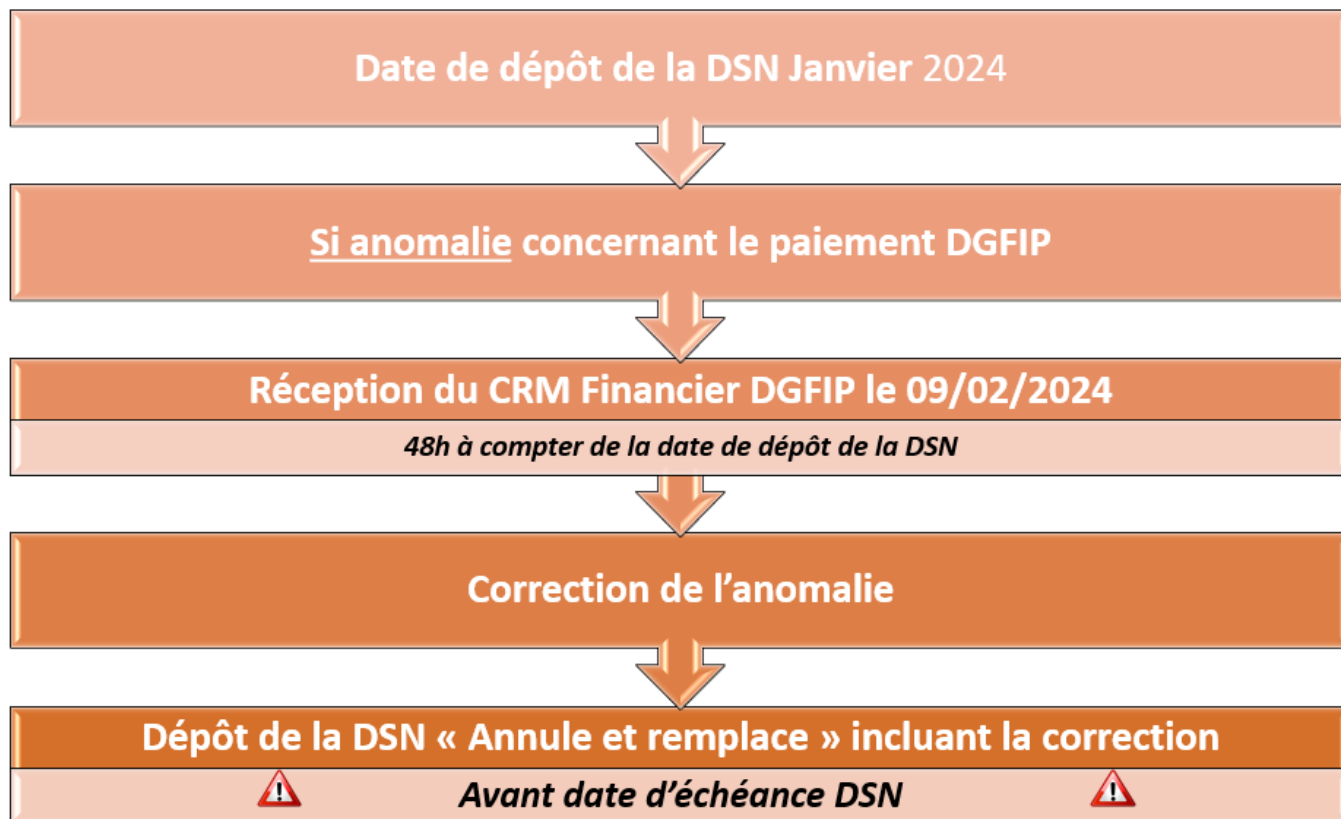 Date de dépôt de la DSN Janvier 2024
Si anomalie concernant le paiement DGFIP
Réception du CRM Financier DGFIP le 09/02/2024
48h à compter de la date de dépôt de la DSN
Correction de l’anomalie
Dépôt de la DSN « Annule et remplace » incluant la correction
Avant date d’échéance DSN